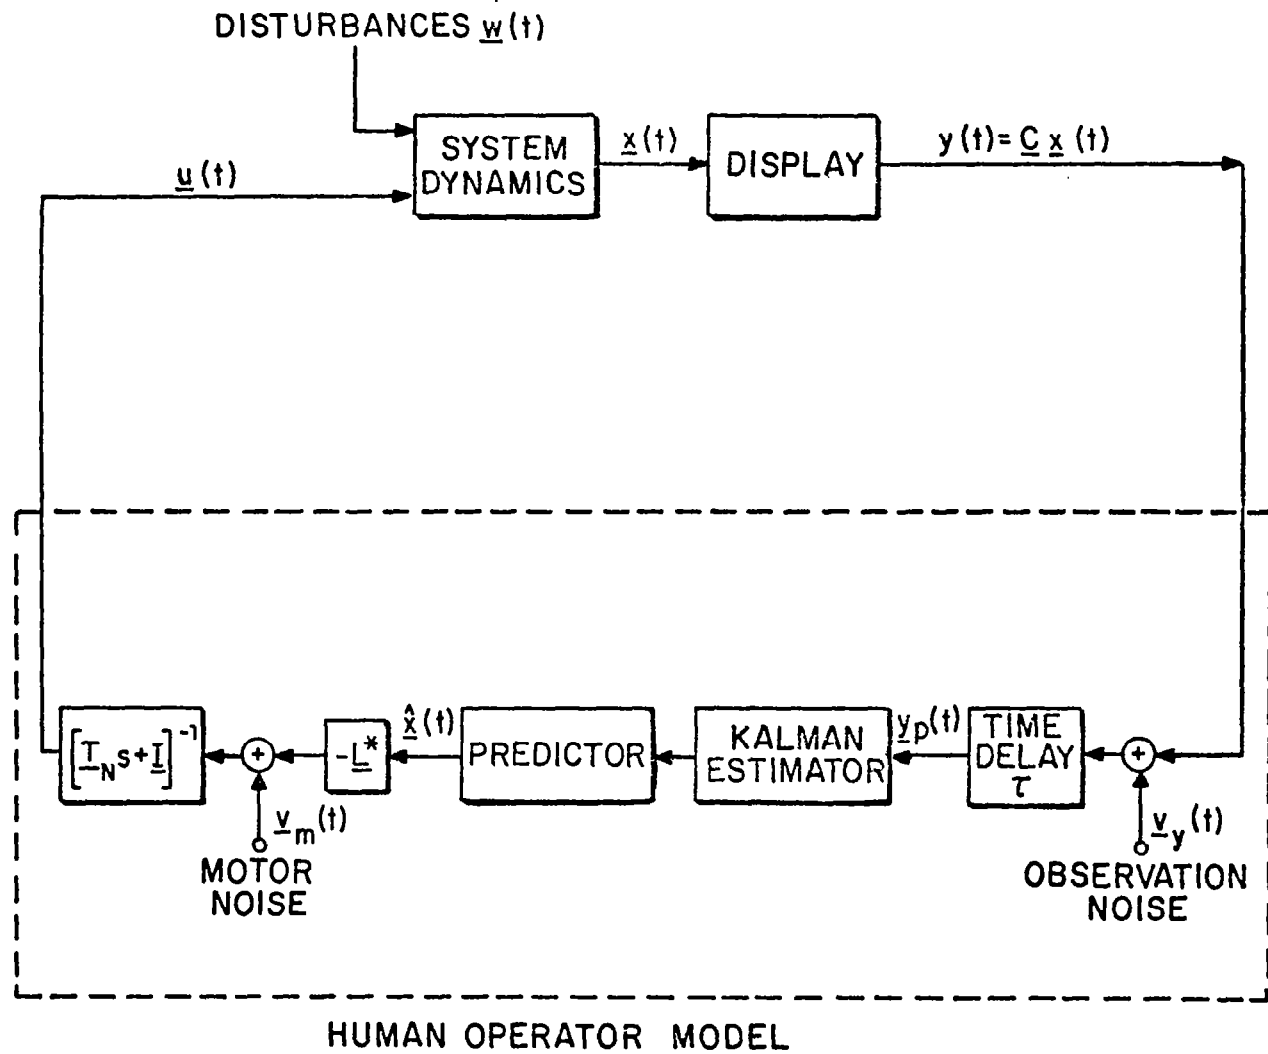 DISTURBANCES w(t)
SYSTEM
DYNAMICS
x(t)
DISPLAY
y(t)= C x (t)
u(t)
[T_N s+I]^-1
+
-L*
x̂(t)
PREDICTOR
KALMAN
ESTIMATOR
y_p(t)
TIME
DELAY
τ
+
v_m(t)
MOTOR
NOISE
v_y(t)
OBSERVATION
NOISE
HUMAN OPERATOR MODEL